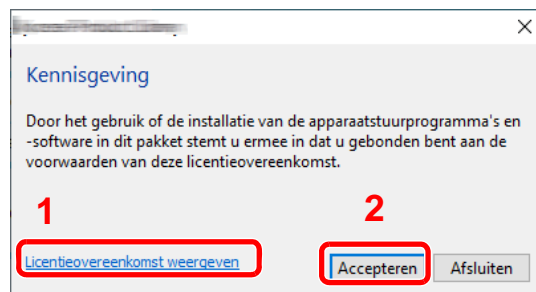 Kennisgeving
Door het gebruik of de installatie van de apparaatstuurprogramma's en
-software in dit pakket stemt u ermee in dat u gebonden bent aan de
voorwaarden van deze licentieovereenkomst.
1
2
Licentieovereenkomst weergeven
Accepteren
Afsluiten